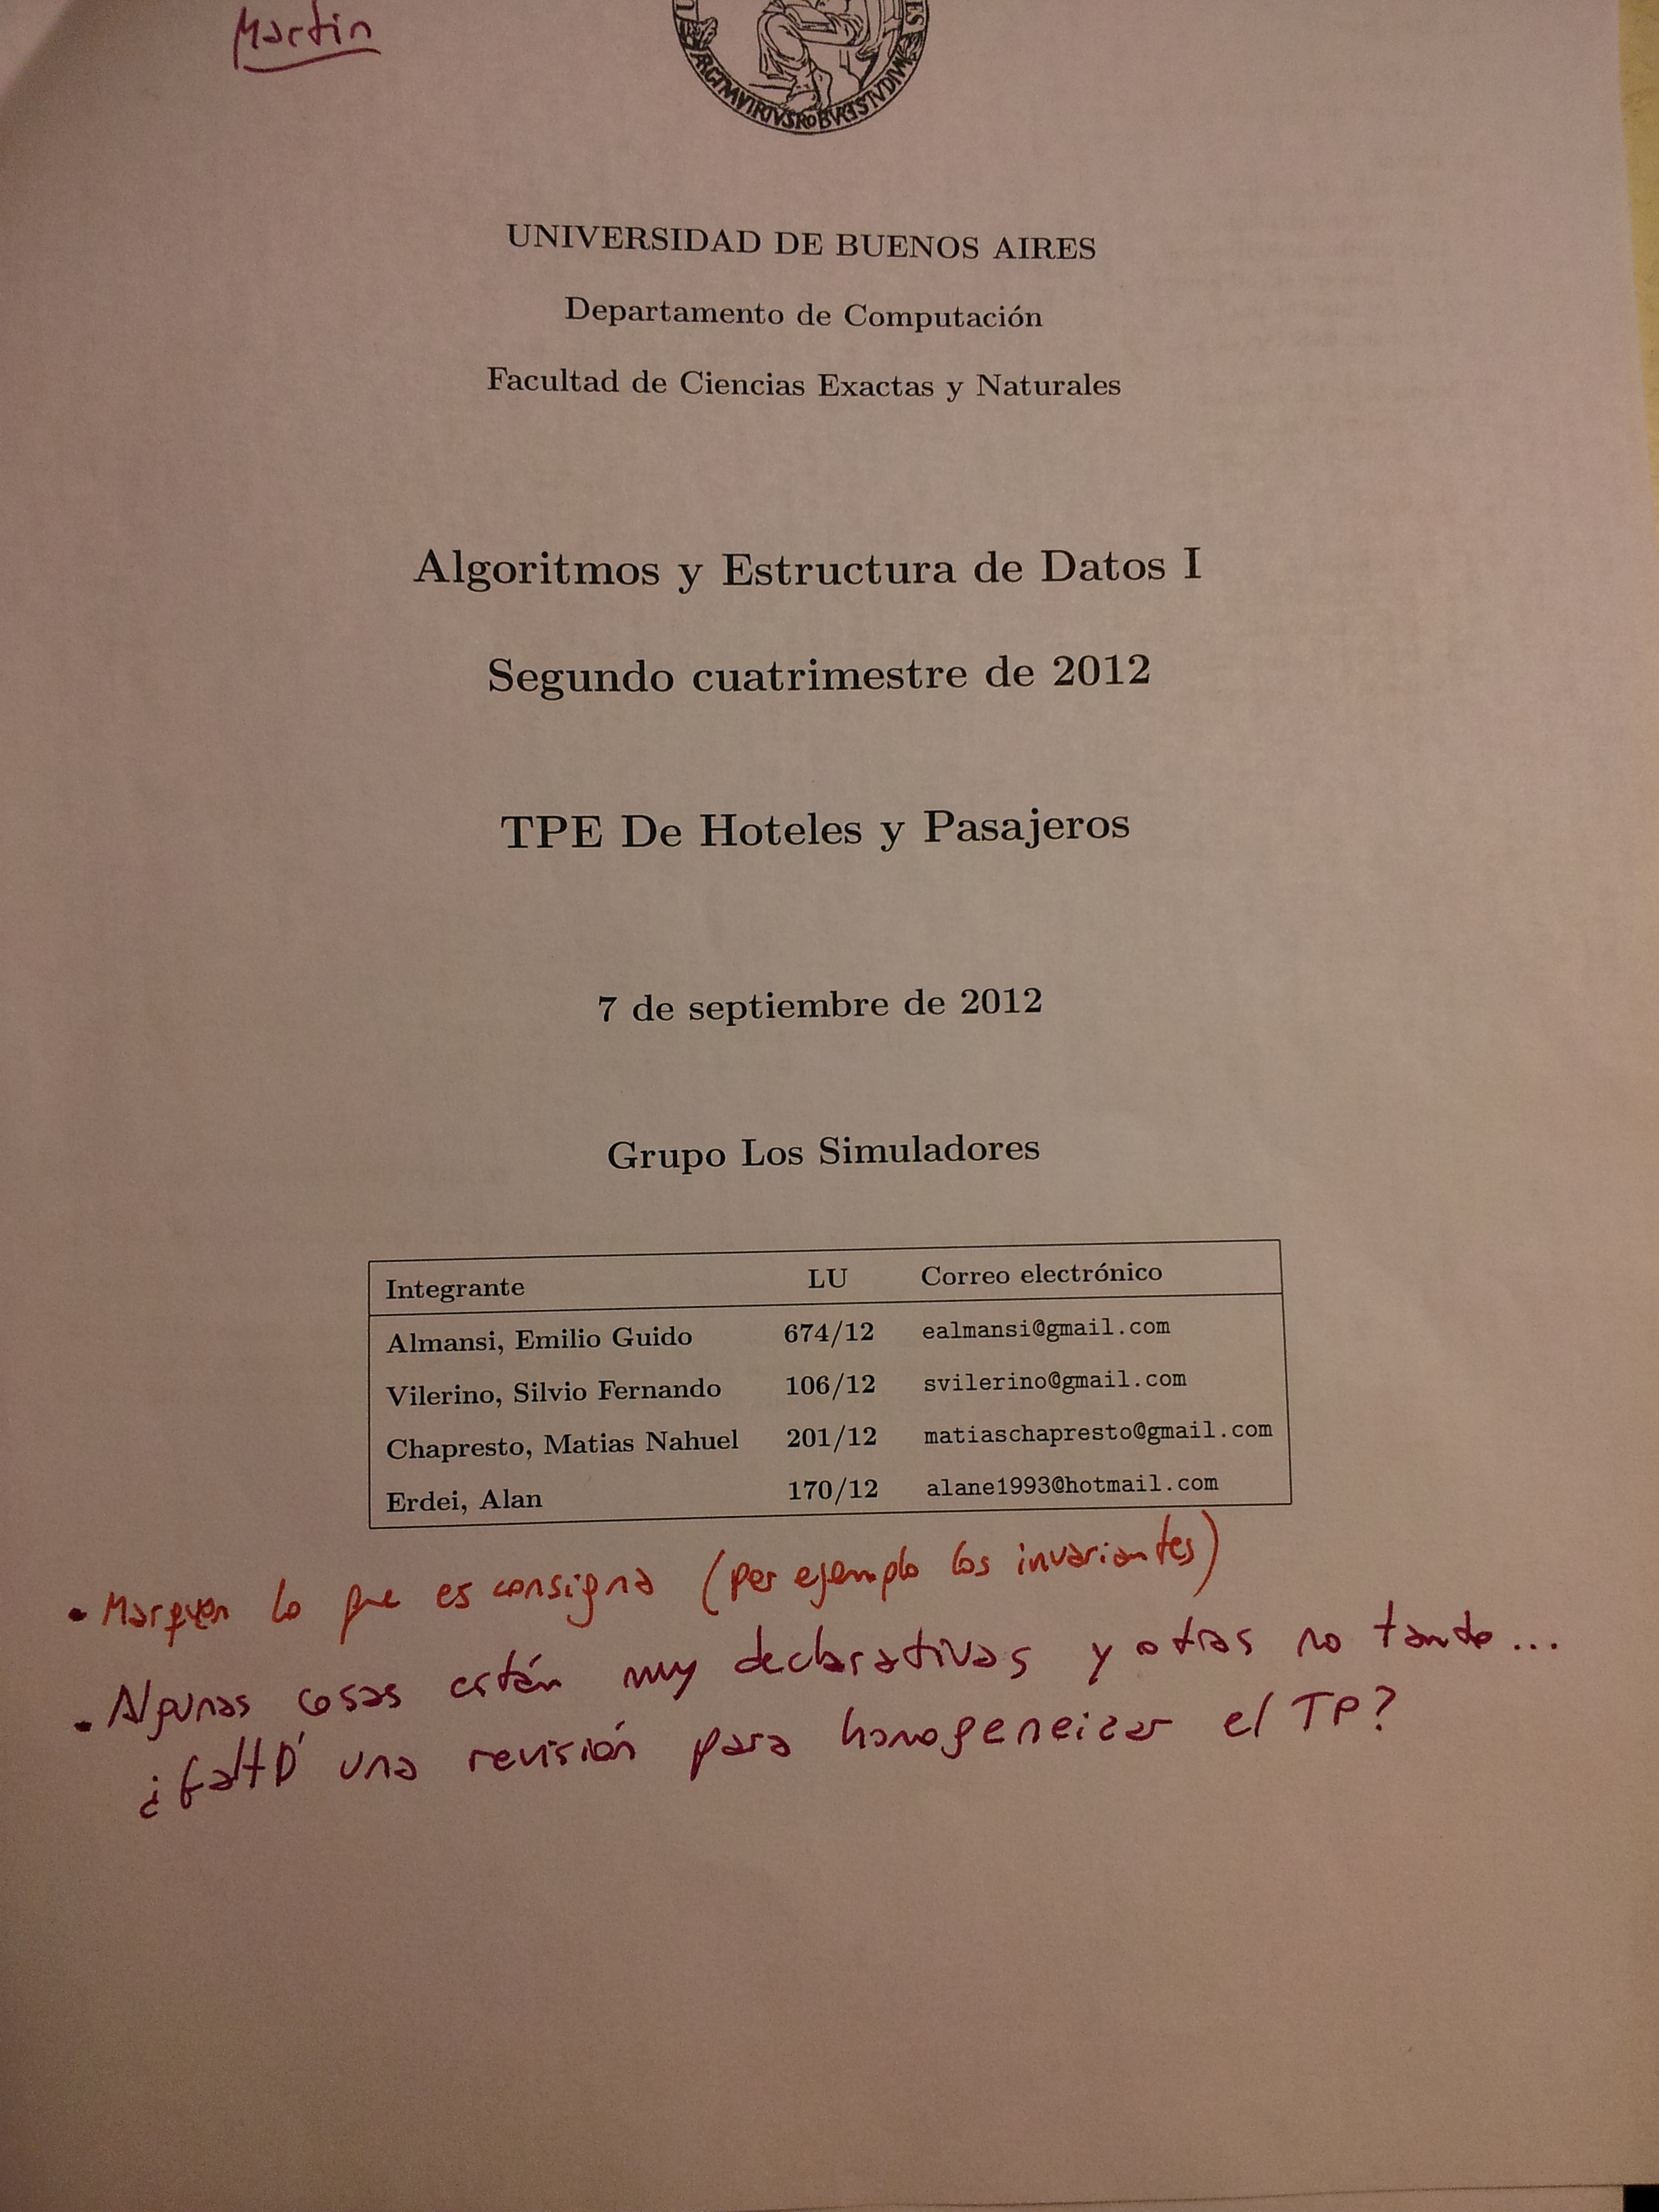 Martin
ES
ARGTMVIRTVSROBVRETSTVDIVM
UNIVERSIDAD DE BUENOS AIRES
Departamento de Computación
Facultad de Ciencias Exactas y Naturales
Algoritmos y Estructura de Datos I
Segundo cuatrimestre de 2012
TPE De Hoteles y Pasajeros
7 de septiembre de 2012
Grupo Los Simuladores
Integrante LU Correo electrónico
Almansi, Emilio Guido 674/12 ealmansi@gmail.com
Vilerino, Silvio Fernando 106/12 svilerino@gmail.com
Chapresto, Matias Nahuel 201/12 matiaschapresto@gmail.com
Erdei, Alan 170/12 alane1993@hotmail.com
• Marquen lo que es consigna (por ejemplo los invariantes)
• Algunas cosas están muy declarativas y otras no tanto...
¿faltó una revisión para homogeneizar el TP?